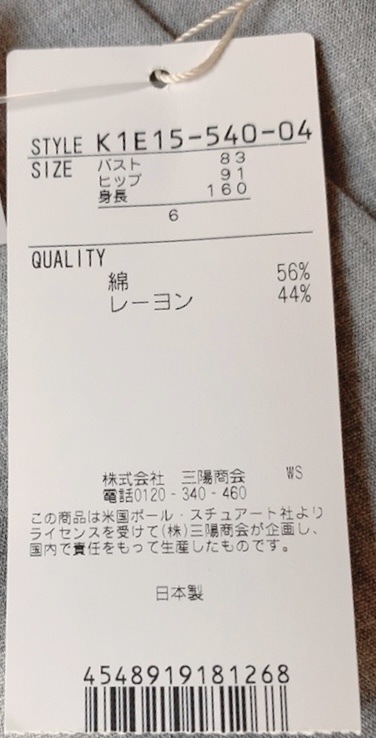 STYLE K1E15-540-04
SIZE バスト 83
ヒップ 91
身長 160
6
QUALITY
綿 56%
レーヨン 44%
株式会社 三陽商会 WS
電話0120-340-460
この商品は米国ポール・スチュアート社より
ライセンスを受けて(株)三陽商会が企画し、
国内で責任をもって生産したものです。
日本製
4548919181268